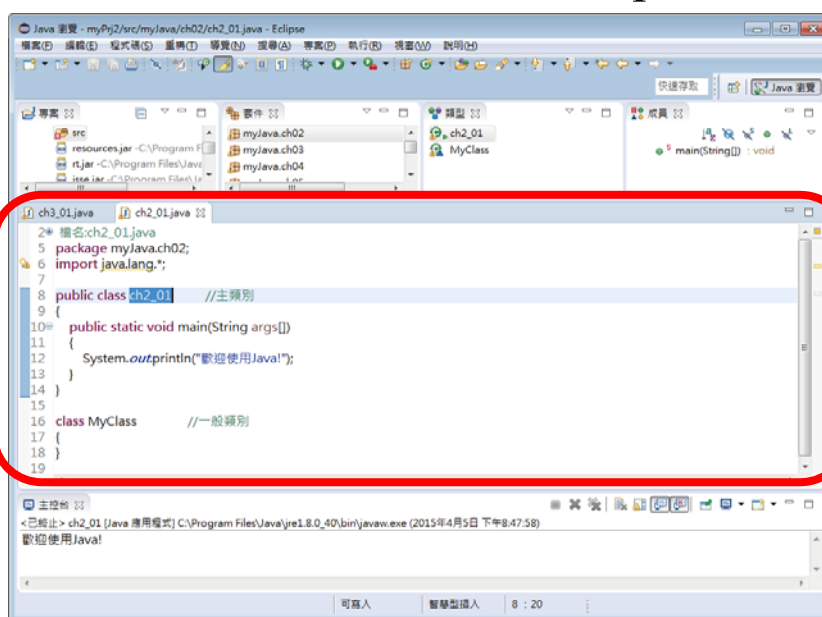 Java 瀏覽 - myPrj2/src/myJava/ch02/ch2_01.java - Eclipse
檔案(F) 編輯(E) 程式碼(S) 重構(T) 導覽(N) 搜尋(A) 專案(P) 執行(R) 視窗(W) 說明(H)
快速存取 Java 瀏覽
專案 套件 類型 成員
src myJava.ch02 ch2_01
resources.jar -C:\Program F myJava.ch03 MyClass main(String[]) : void
rt.jar -C:\Program Files\Java myJava.ch04
jsse.jar -C:\Program Files\Ja
ch3_01.java ch2_01.java
2 檔名:ch2_01.java
5 package myJava.ch02;
6 import java.lang.*;
7
8 public class ch2_01 //主類別
9 {
10 public static void main(String args[])
11 {
12 System.out.println("歡迎使用Java!");
13 }
14 }
15
16 class MyClass //一般類別
17 {
18 }
19
主控台
<已終止> ch2_01 [Java 應用程式] C:\Program Files\Java\jre1.8.0_40\bin\javaw.exe (2015年4月5日 下午8:47:58)
歡迎使用Java!
可寫入 智慧型插入 8 : 20